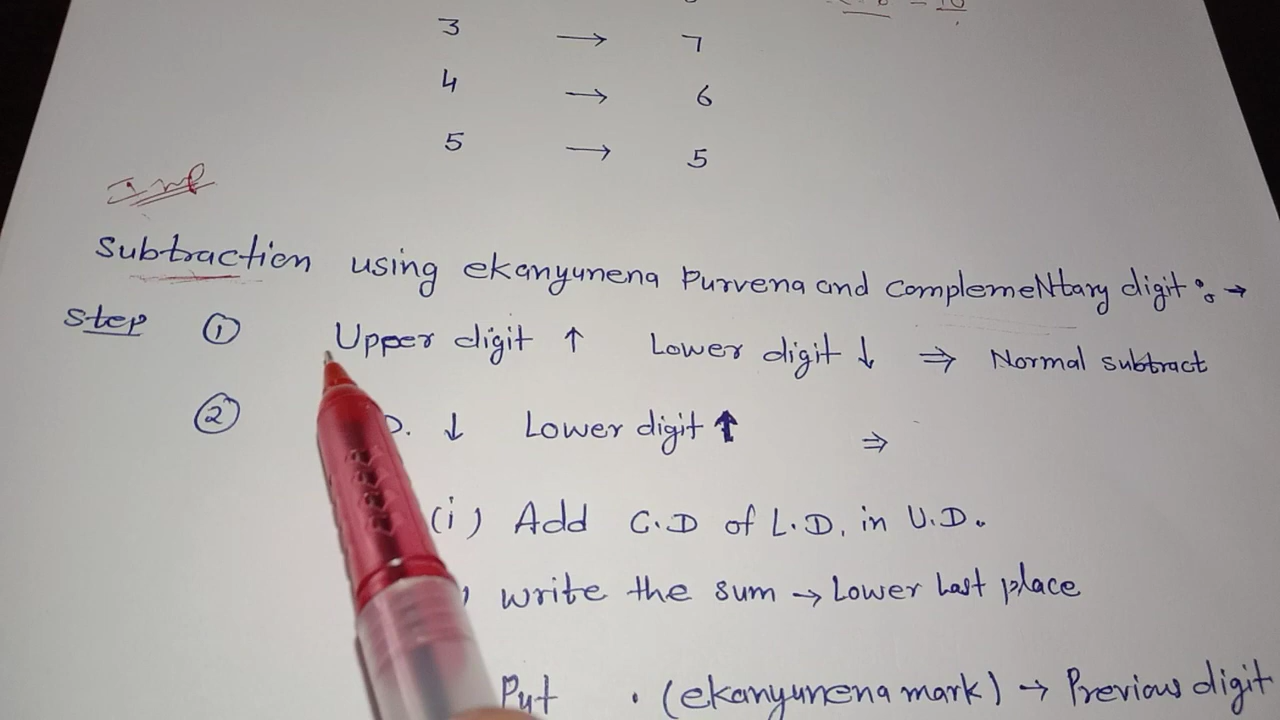 3 → 7
4 → 6
5 → 5
Imp
Subtraction using ekanyunena Purvena and complemeNtary digit :→
Step ① Upper digit ↑ Lower digit ↓ ⇒ Normal subtract
② D. ↓ Lower digit ↑ ⇒
(i) Add C.D of L.D. in U.D.
) write the sum → Lower Last place
Put . (ekanyunena mark) → Previous digit